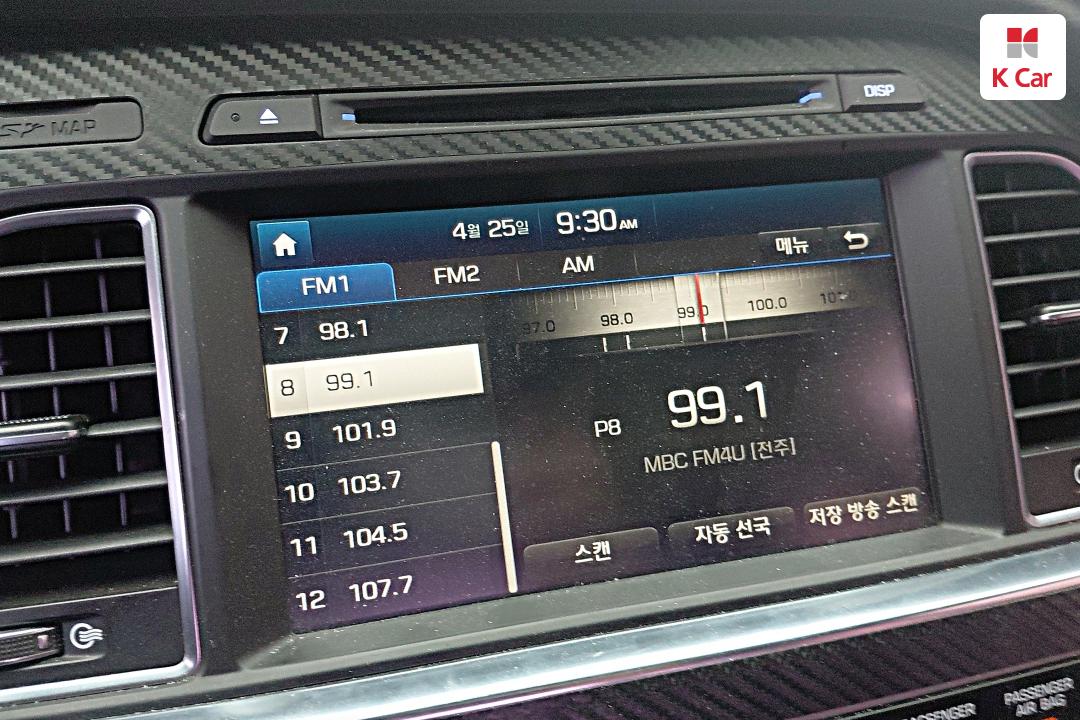 K Car
DISP
MAP
4월 25일 9:30 AM
FM1 FM2 AM 메뉴
97.0 98.0 99.0 100.0
7 98.1
8 99.1
9 101.9
10 103.7
11 104.5
12 107.7
P8 99.1
MBC FM4U [전주]
스캔 자동 선국 저장 방송 스캔
PASSENGER
AIR BAG